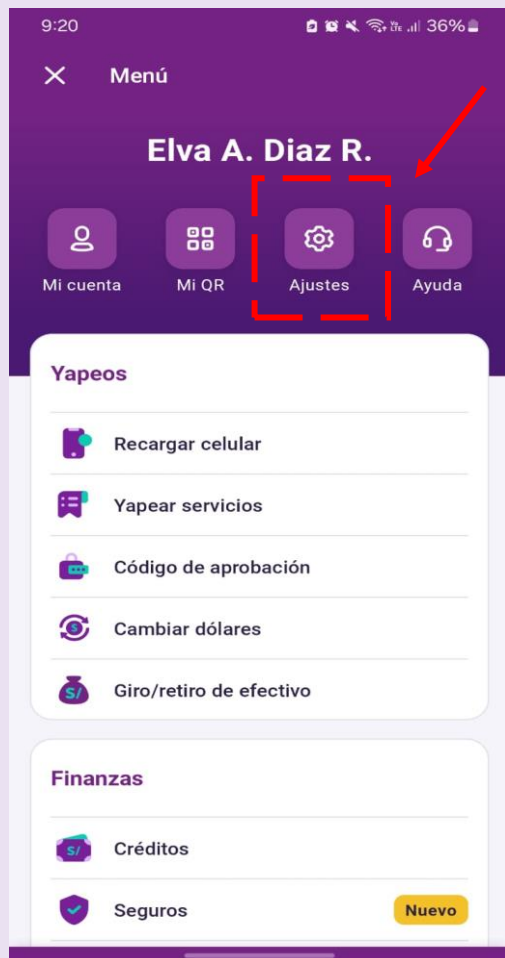 9:20 36%
Menú
Elva A. Diaz R.
Mi cuenta Mi QR Ajustes Ayuda
Yapeos
Recargar celular
Yapear servicios
Código de aprobación
Cambiar dólares
S/ Giro/retiro de efectivo
Finanzas
S/ Créditos
Seguros Nuevo